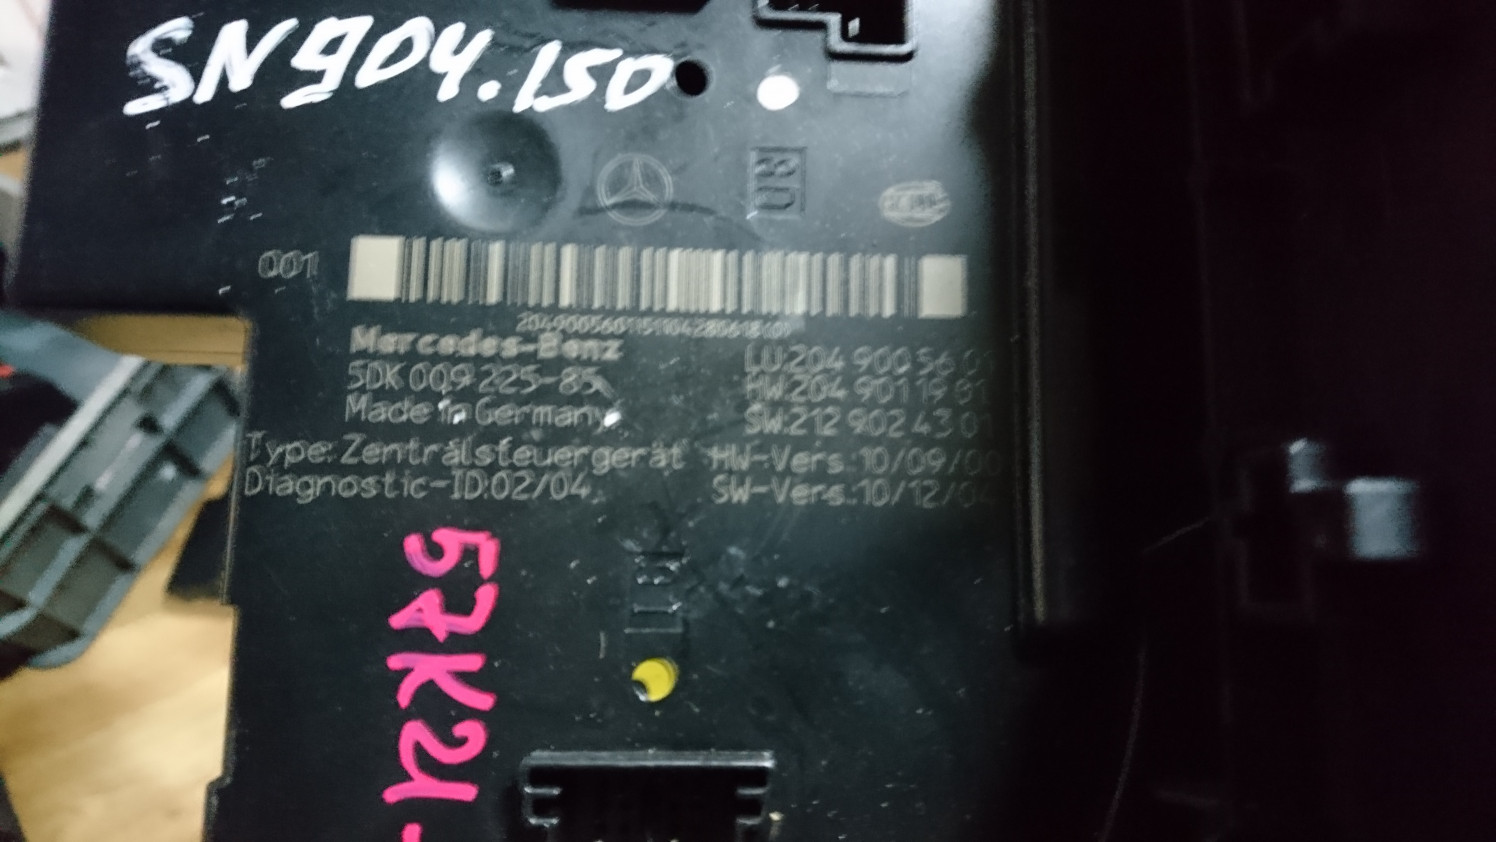 SN904.150
001
Mercedes-Benz
5DK 009 225-85
Made in Germany
LU:204 900 56 0
HW:204 901 19 01
SW:212 902 43 01
Type:Zentralsteuergerät
HW-Vers.:10/09/00
Diagnostic-ID:02/04
SW-Vers.:10/12/04
57K21